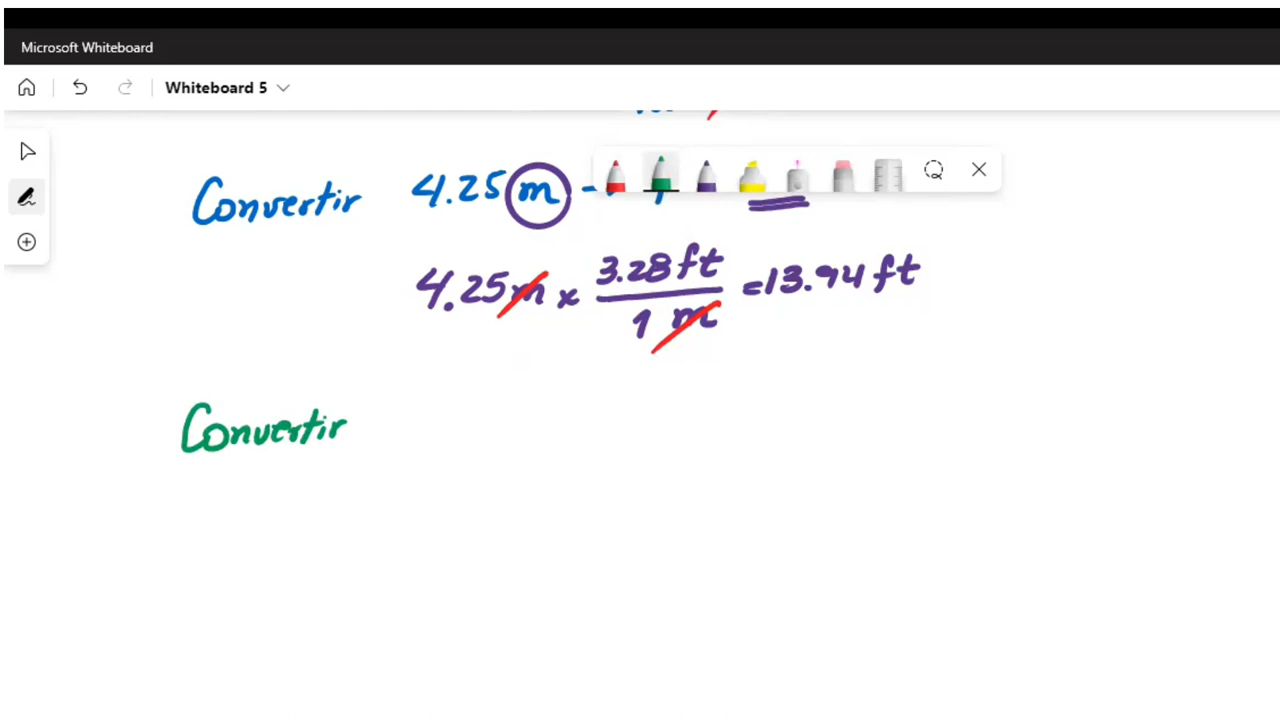 Microsoft Whiteboard
Whiteboard 5
Convertir 4.25 m
4.25 m x 3.28 ft / 1 m = 13.94 ft
Convertir